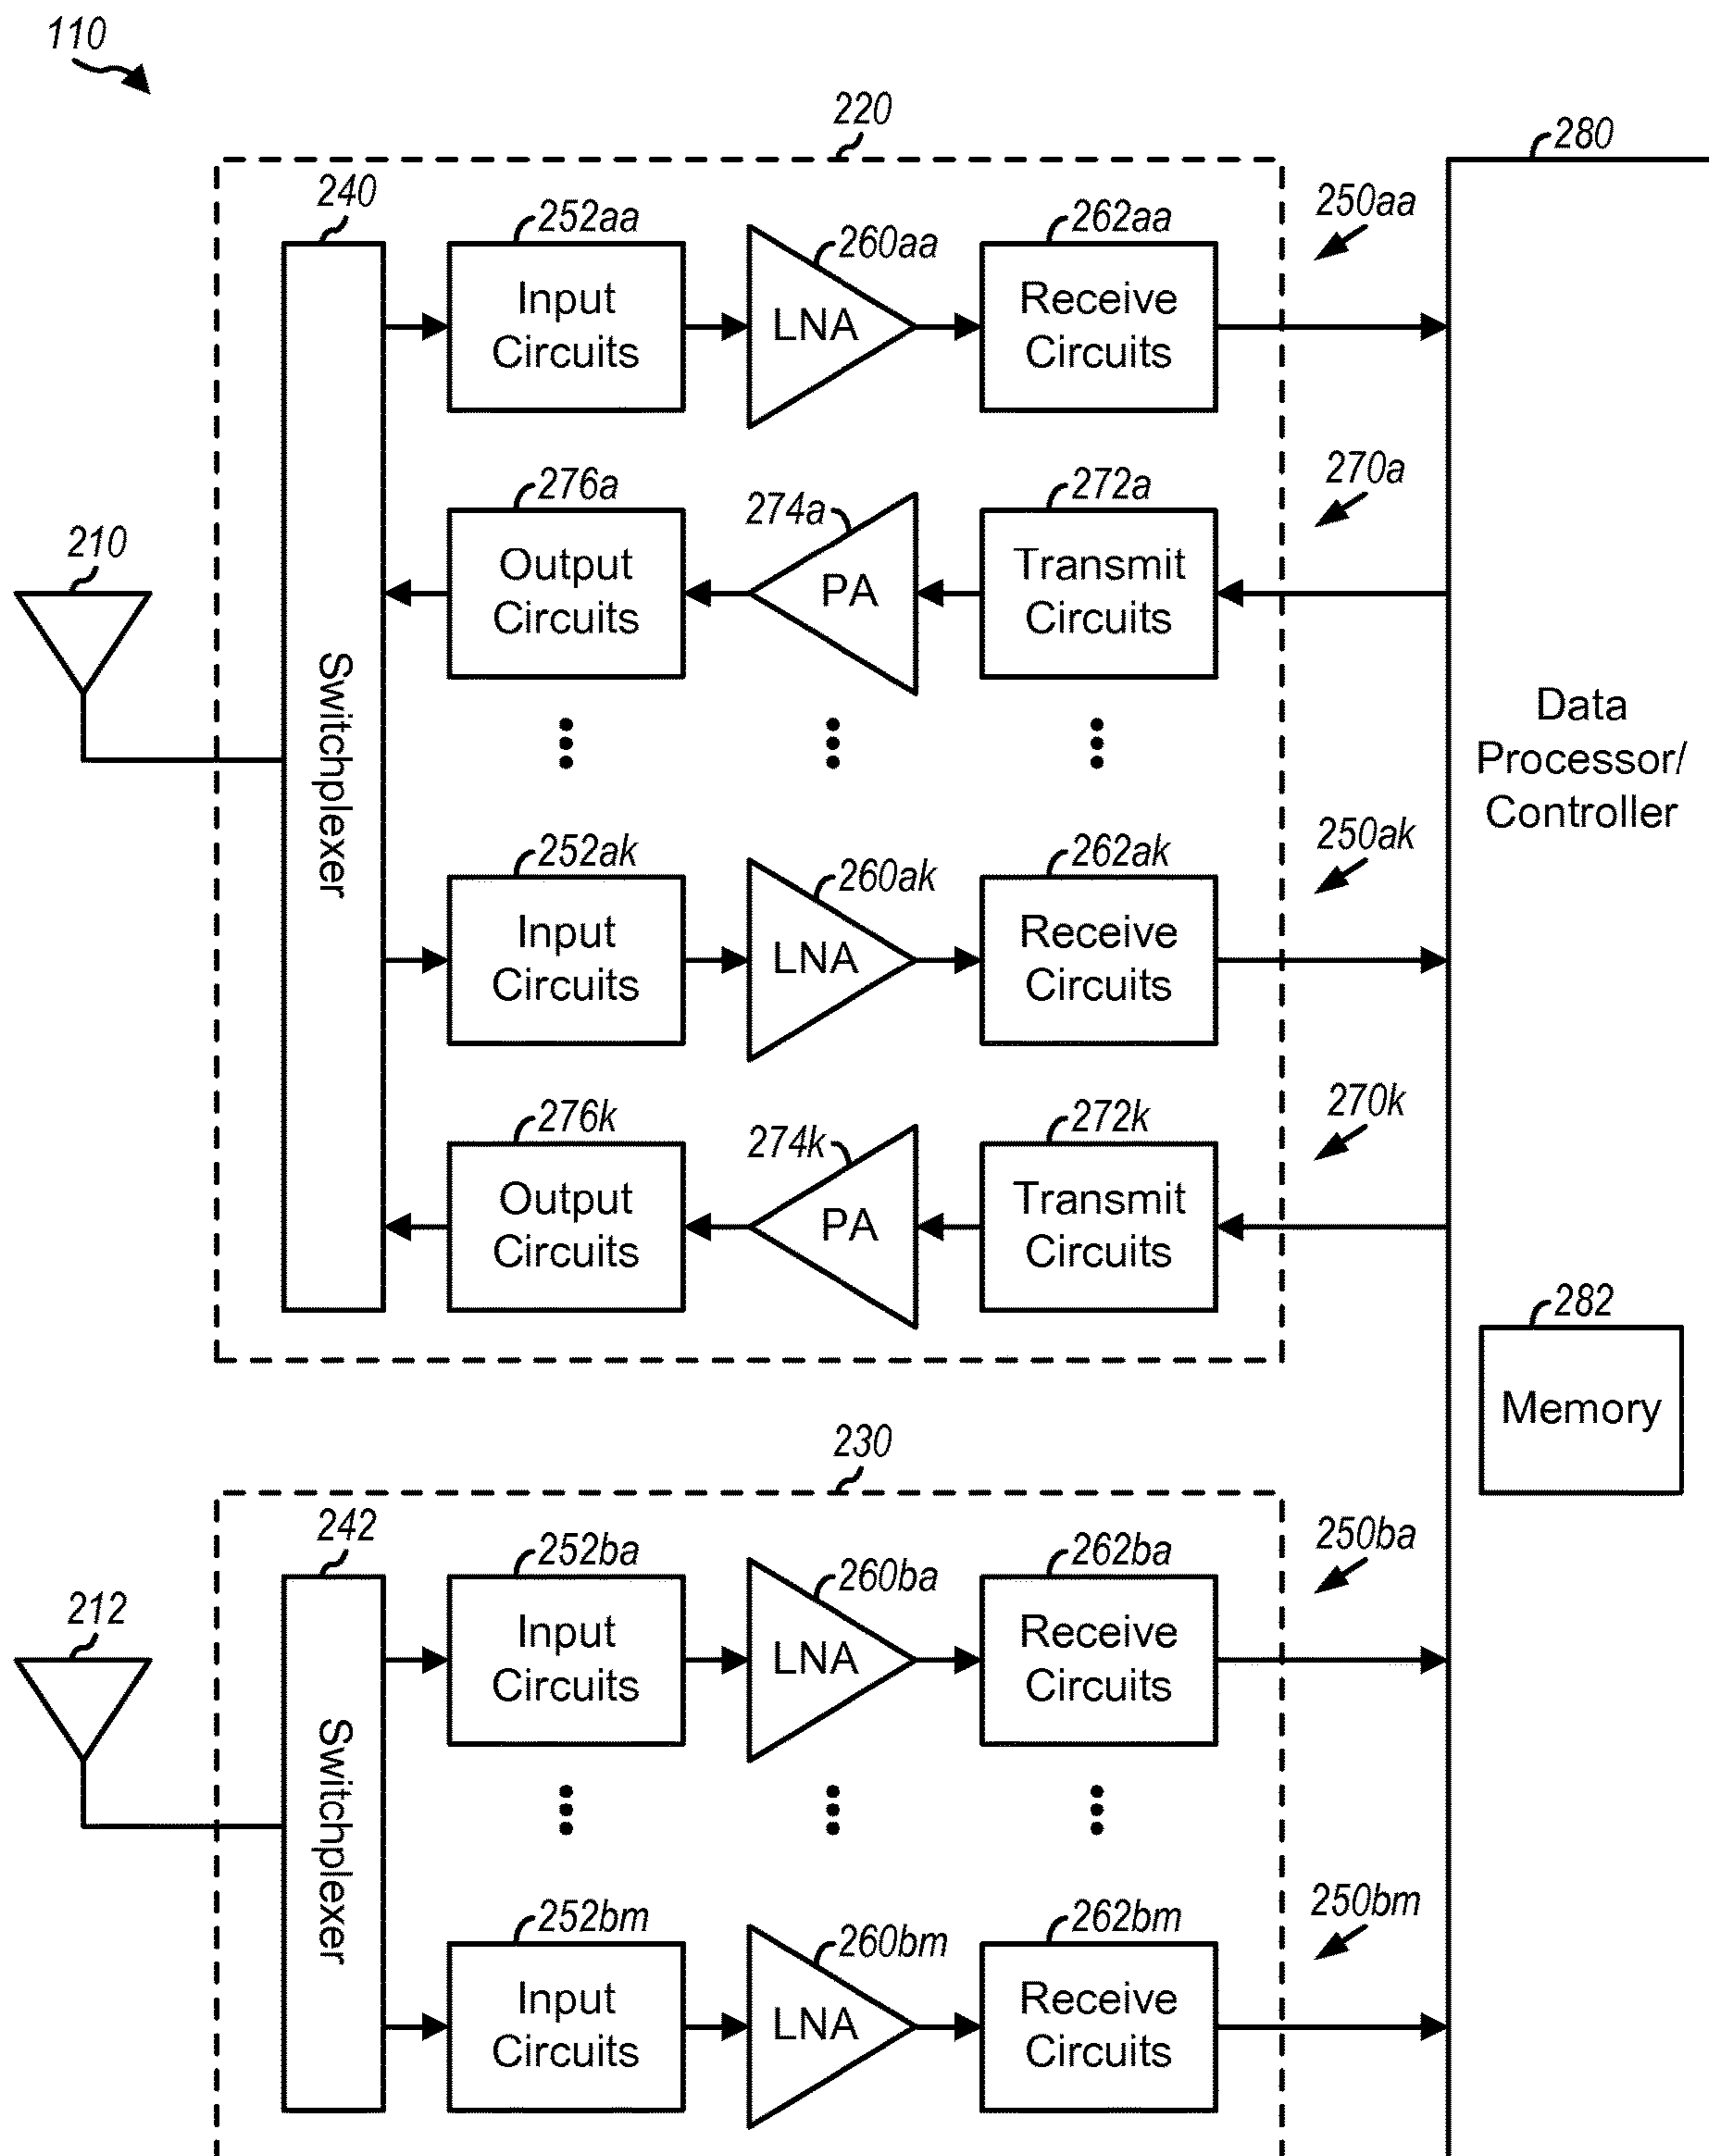 110
220
280
240
252aa
260aa
262aa
250aa
Input
Circuits
LNA
Receive
Circuits
276a
274a
272a
270a
210
Output
Circuits
PA
Transmit
Circuits
Switchplexer
Data
Processor/
Controller
252ak
260ak
262ak
250ak
Input
Circuits
LNA
Receive
Circuits
276k
274k
272k
270k
Output
Circuits
PA
Transmit
Circuits
282
Memory
230
242
252ba
260ba
262ba
250ba
212
Input
Circuits
LNA
Receive
Circuits
Switchplexer
252bm
260bm
262bm
250bm
Input
Circuits
LNA
Receive
Circuits